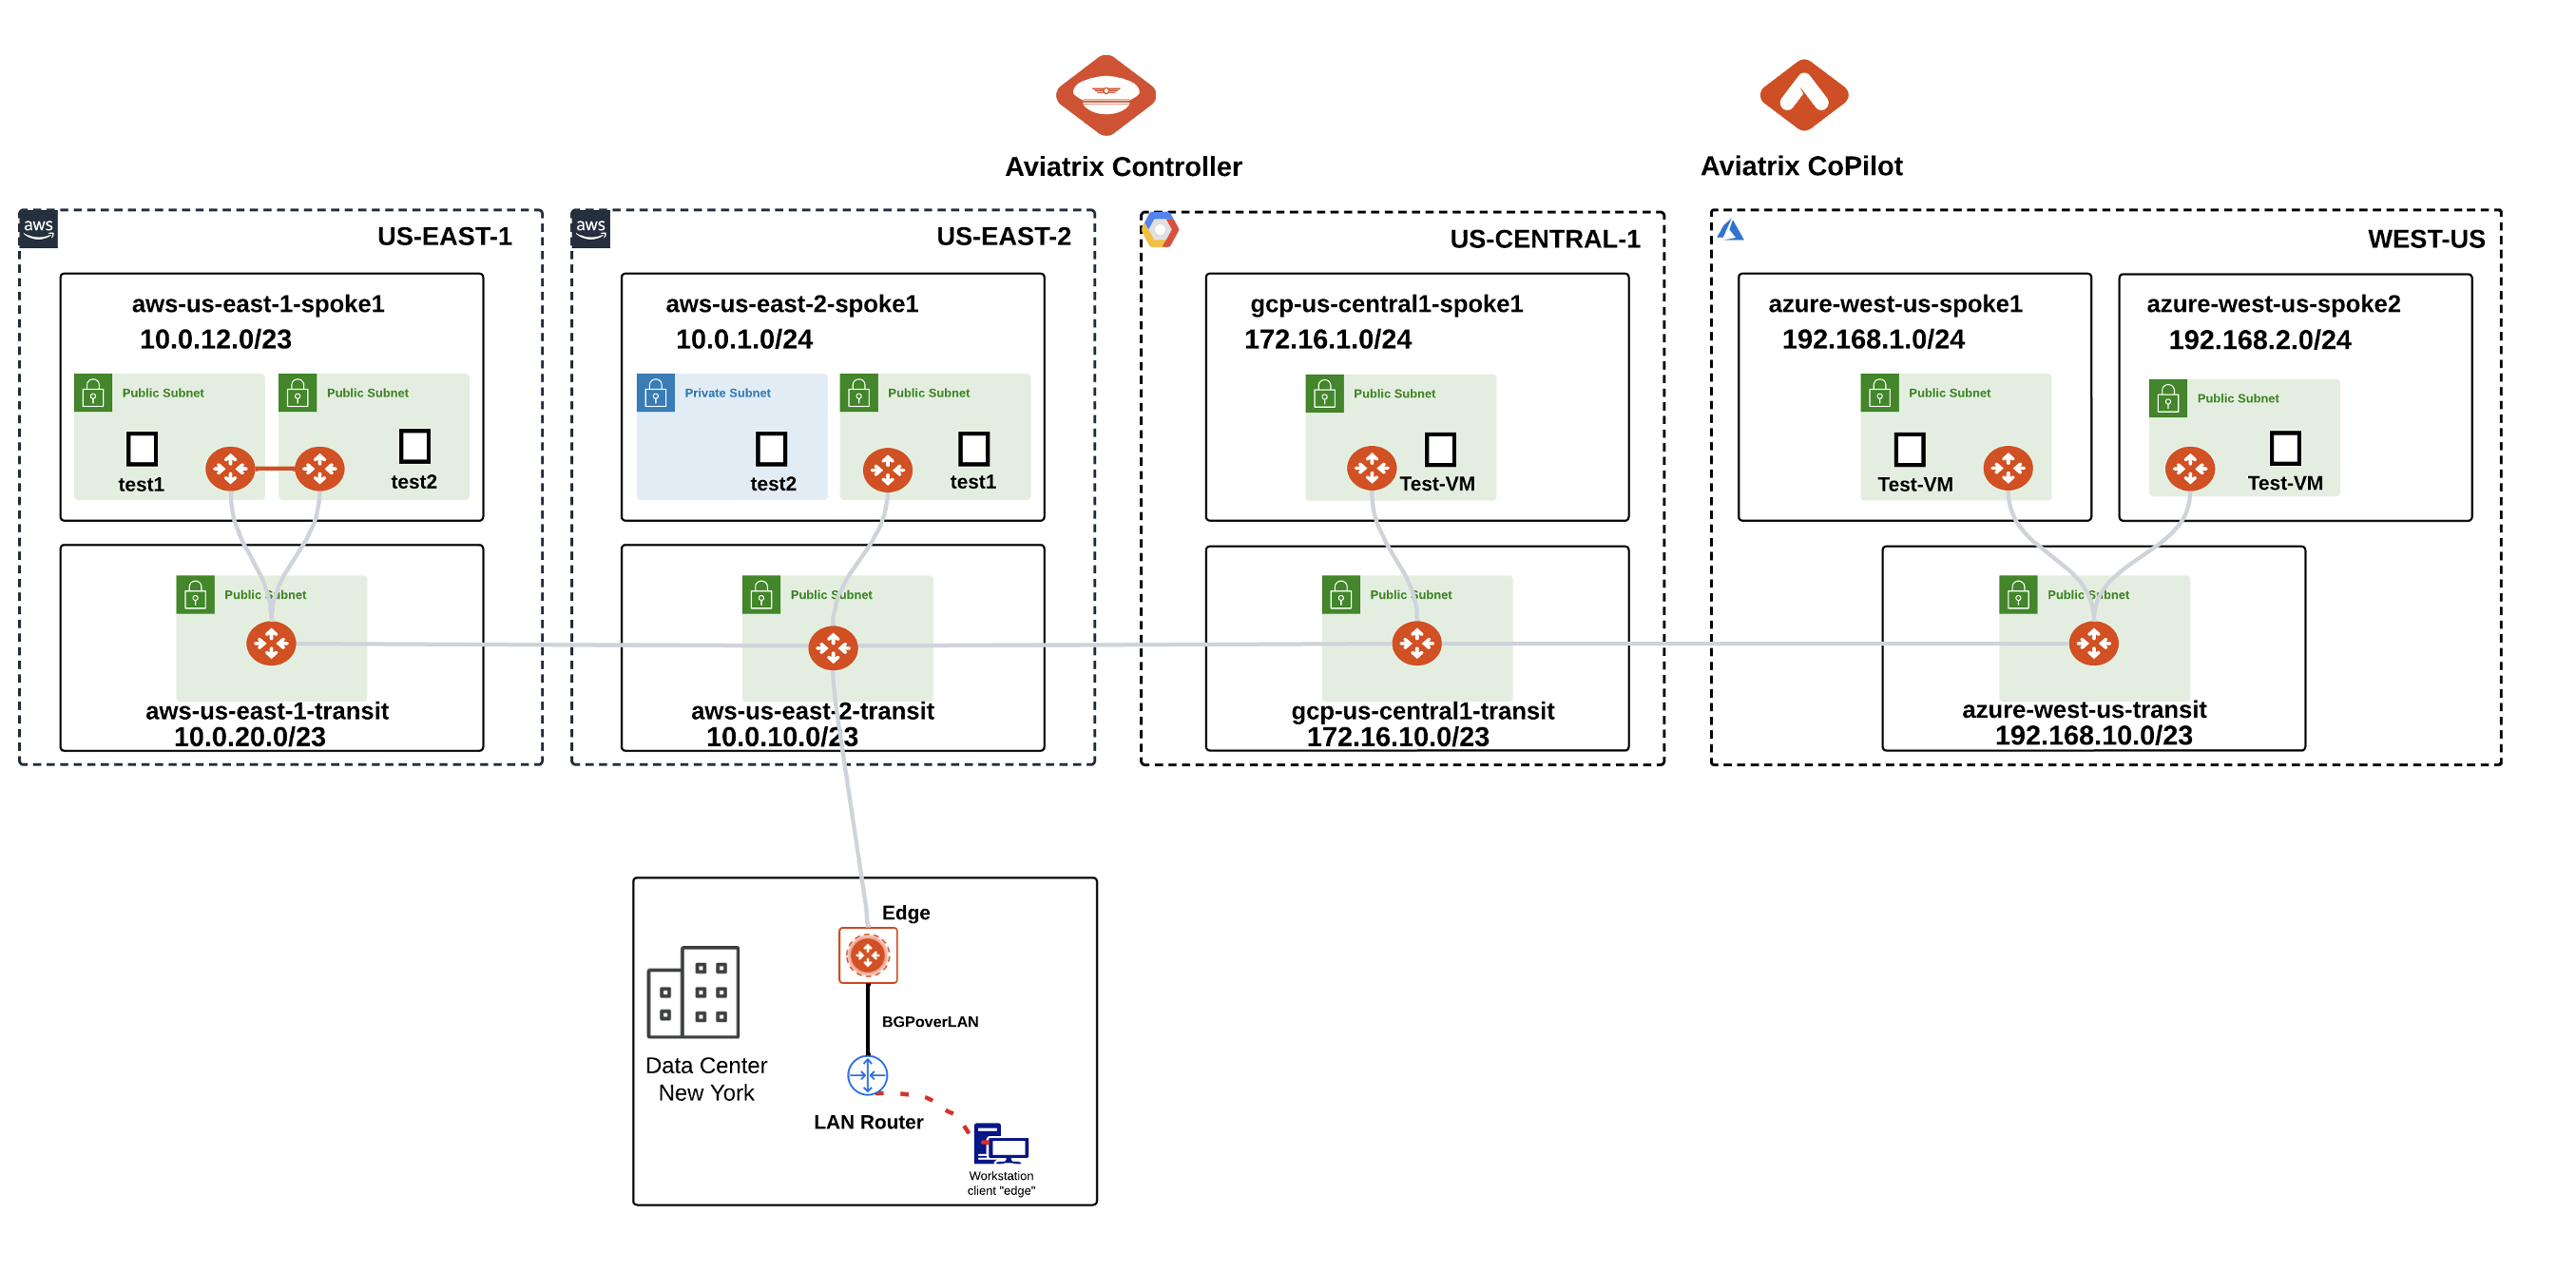 Aviatrix Controller
Aviatrix CoPilot
aws
US-EAST-1
aws-us-east-1-spoke1
10.0.12.0/23
Public Subnet
Public Subnet
test1
test2
Public Subnet
aws-us-east-1-transit
10.0.20.0/23
aws
US-EAST-2
aws-us-east-2-spoke1
10.0.1.0/24
Private Subnet
Public Subnet
test2
test1
Public Subnet
aws-us-east-2-transit
10.0.10.0/23
US-CENTRAL-1
gcp-us-central1-spoke1
172.16.1.0/24
Public Subnet
Test-VM
Public Subnet
gcp-us-central1-transit
172.16.10.0/23
WEST-US
azure-west-us-spoke1
192.168.1.0/24
Public Subnet
Test-VM
azure-west-us-spoke2
192.168.2.0/24
Public Subnet
Test-VM
Public Subnet
azure-west-us-transit
192.168.10.0/23
Edge
BGPoverLAN
Data Center
New York
LAN Router
Workstation
client "edge"